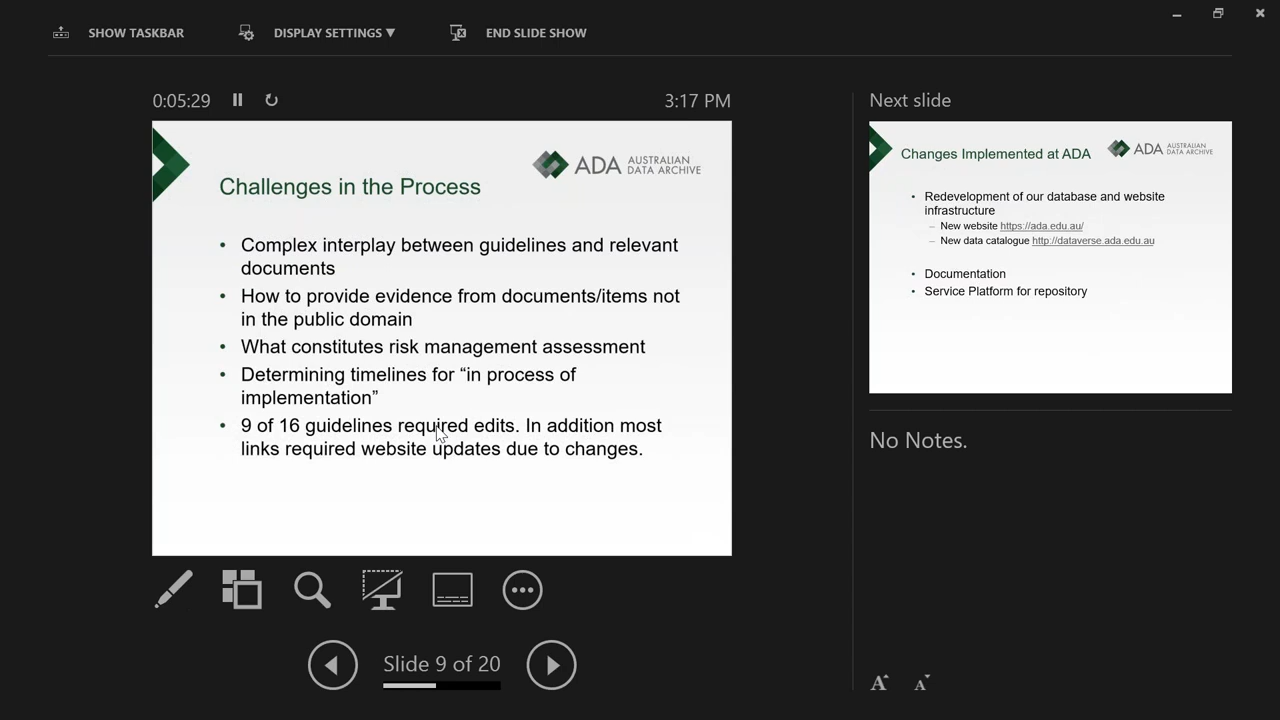 SHOW TASKBAR
DISPLAY SETTINGS ▼
END SLIDE SHOW
0:05:29
3:17 PM
ADA AUSTRALIAN
DATA ARCHIVE
Challenges in the Process
• Complex interplay between guidelines and relevant
documents
• How to provide evidence from documents/items not
in the public domain
• What constitutes risk management assessment
• Determining timelines for “in process of
implementation”
• 9 of 16 guidelines required edits. In addition most
links required website updates due to changes.
Slide 9 of 20
Next slide
Changes Implemented at ADA
ADA AUSTRALIAN
DATA ARCHIVE
• Redevelopment of our database and website
infrastructure
– New website https://ada.edu.au/
– New data catalogue http://dataverse.ada.edu.au
• Documentation
• Service Platform for repository
No Notes.
A A